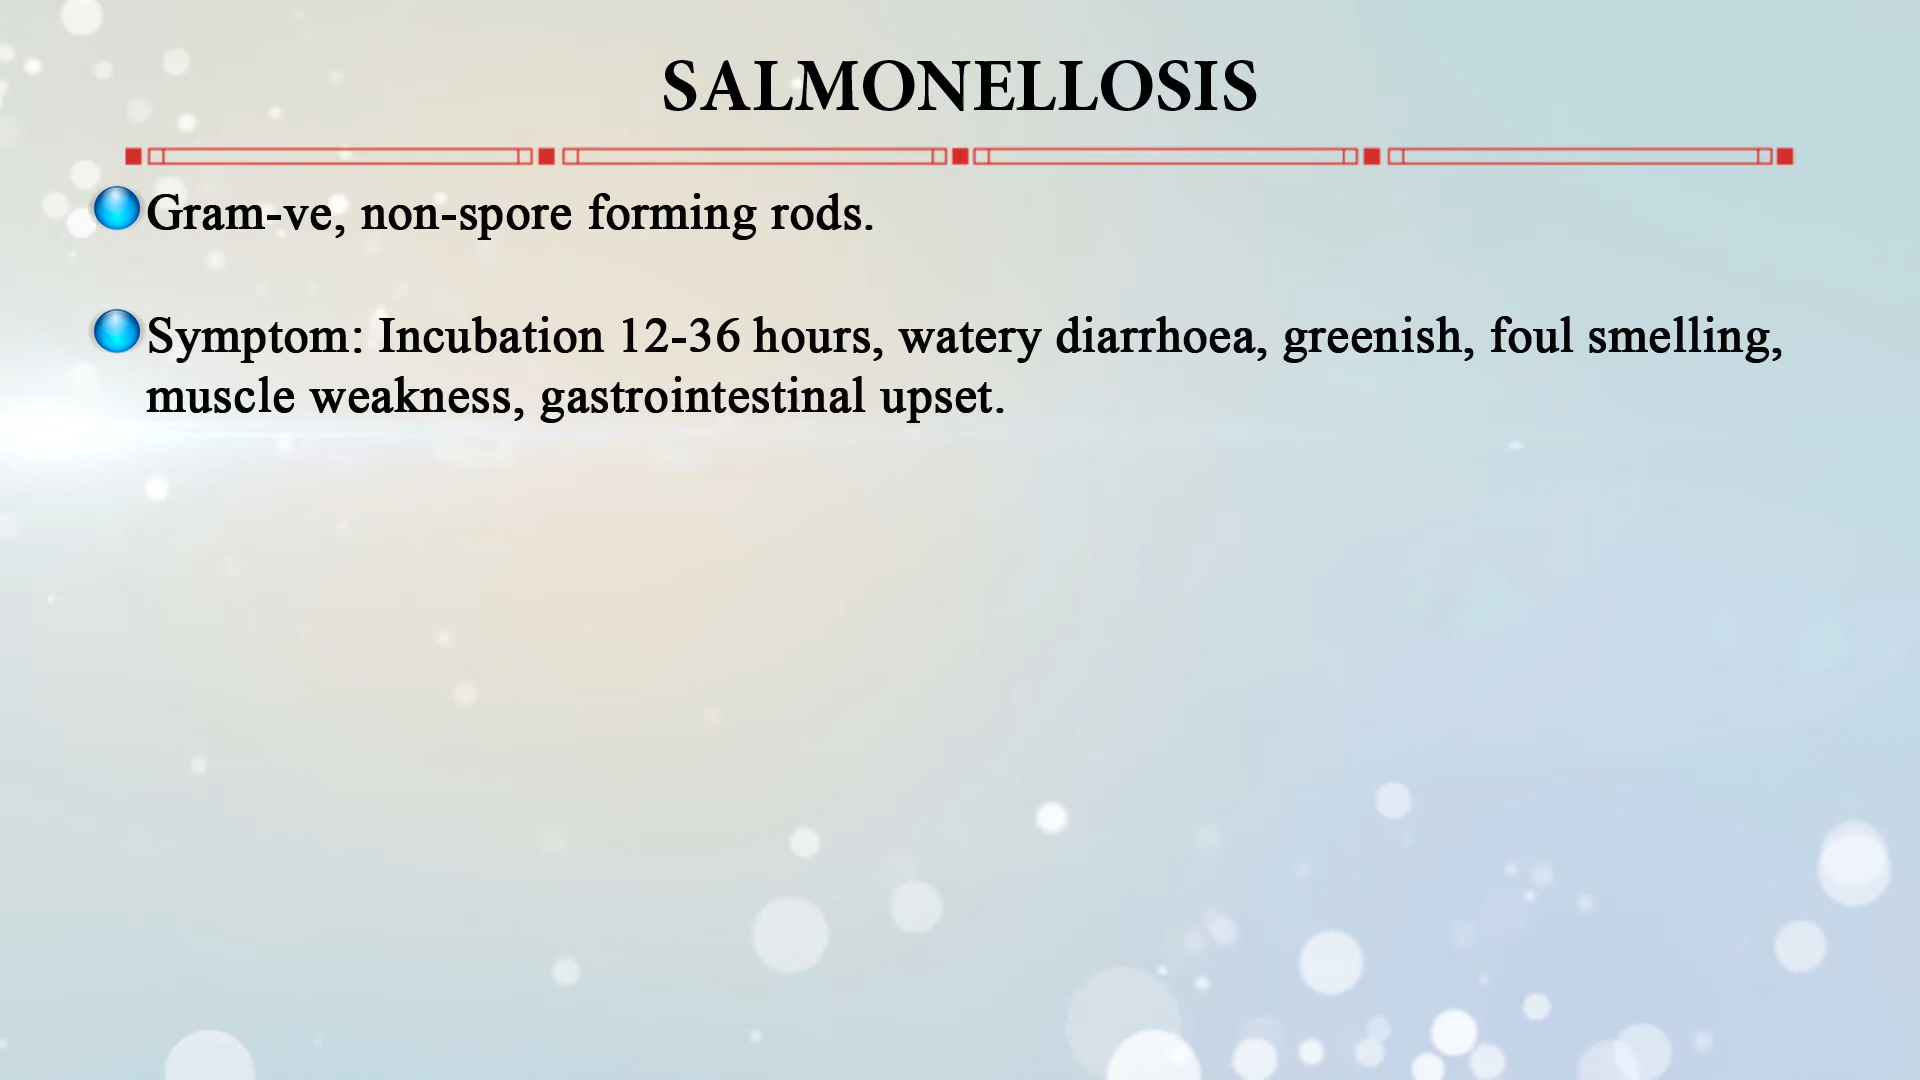 SALMONELLOSIS
Gram-ve, non-spore forming rods.
Symptom: Incubation 12-36 hours, watery diarrhoea, greenish, foul smelling,
muscle weakness, gastrointestinal upset.